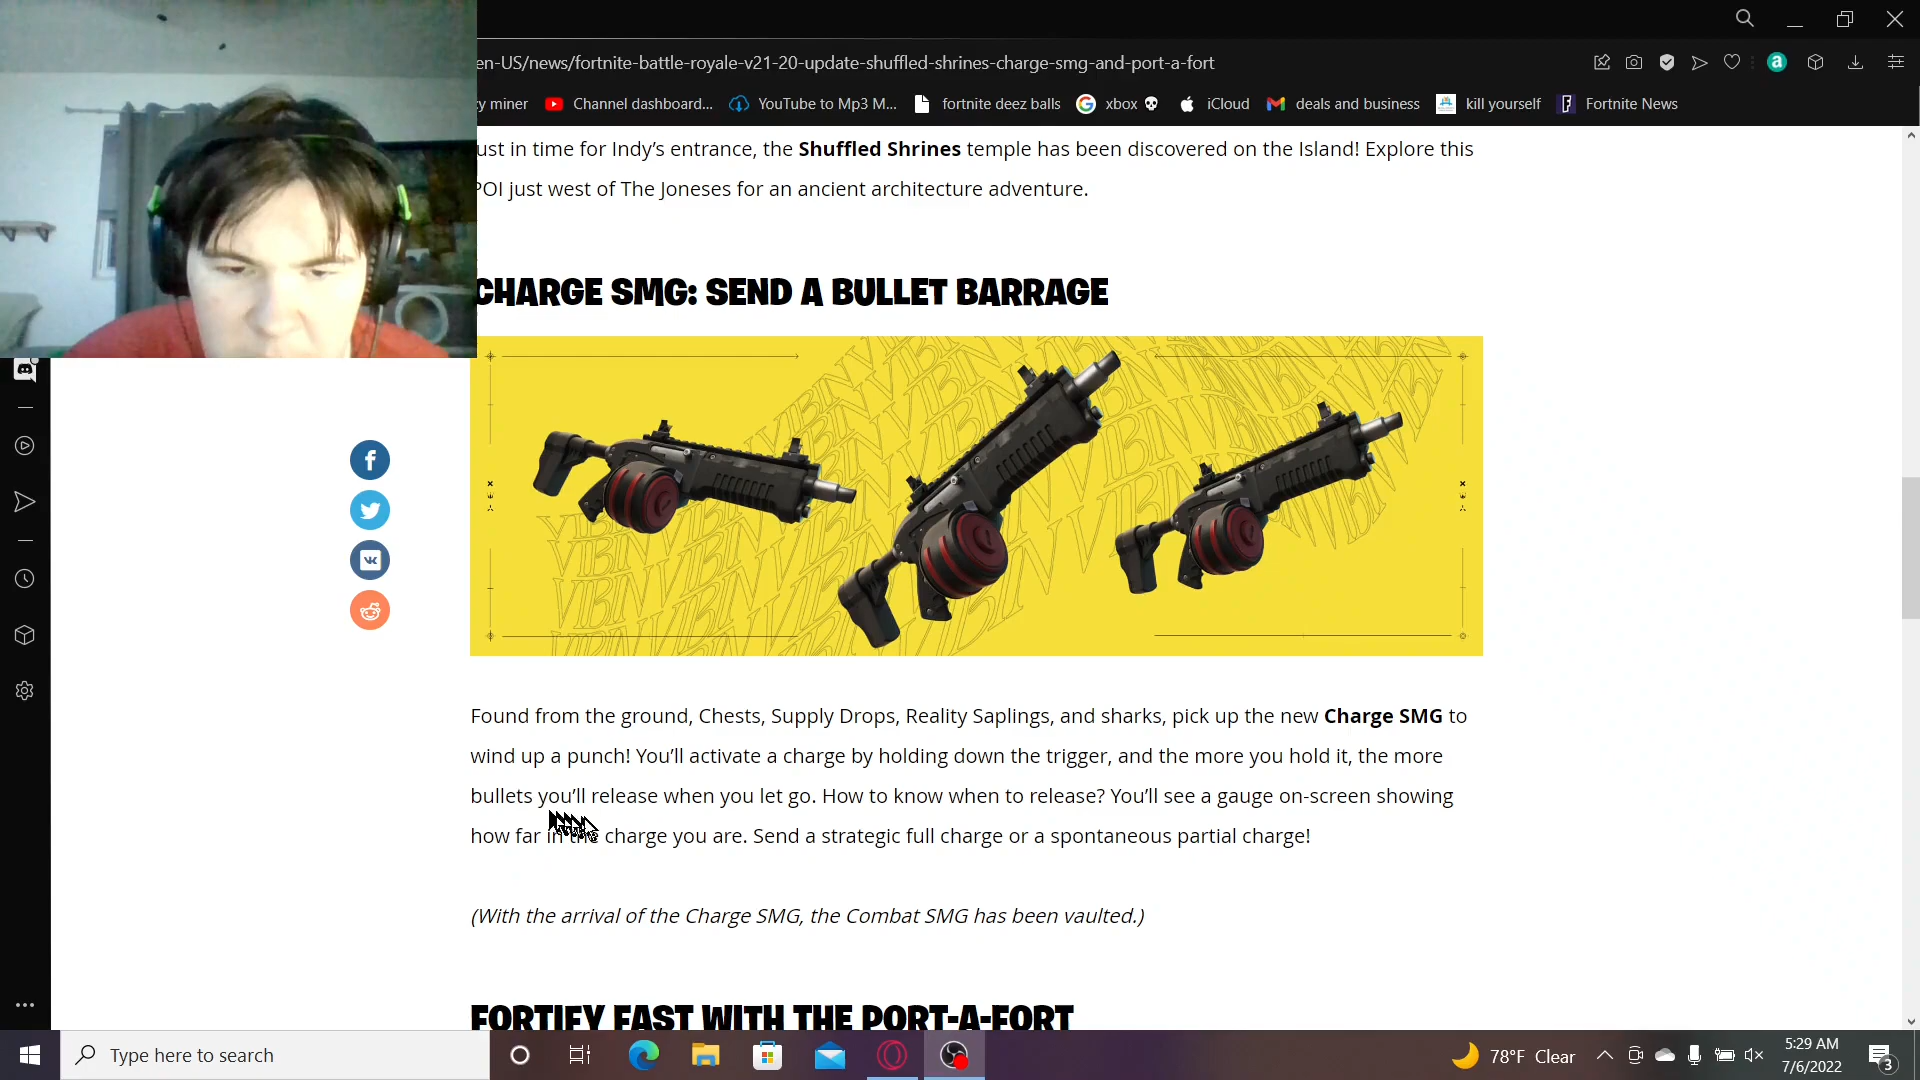 en-US/news/fortnite-battle-royale-v21-20-update-shuffled-shrines-charge-smg-and-port-a-fort
cy miner Channel dashboard... YouTube to Mp3 M... fortnite deez balls xbox iCloud deals and business kill yourself Fortnite News
ust in time for Indy's entrance, the Shuffled Shrines temple has been discovered on the Island! Explore this
POI just west of The Joneses for an ancient architecture adventure.
CHARGE SMG: SEND A BULLET BARRAGE
Found from the ground, Chests, Supply Drops, Reality Saplings, and sharks, pick up the new Charge SMG to
wind up a punch! You'll activate a charge by holding down the trigger, and the more you hold it, the more
bullets you'll release when you let go. How to know when to release? You'll see a gauge on-screen showing
how far in the charge you are. Send a strategic full charge or a spontaneous partial charge!
(With the arrival of the Charge SMG, the Combat SMG has been vaulted.)
FORTIFY FAST WITH THE PORT-A-FORT
Type here to search
78°F Clear
5:29 AM
7/6/2022
3